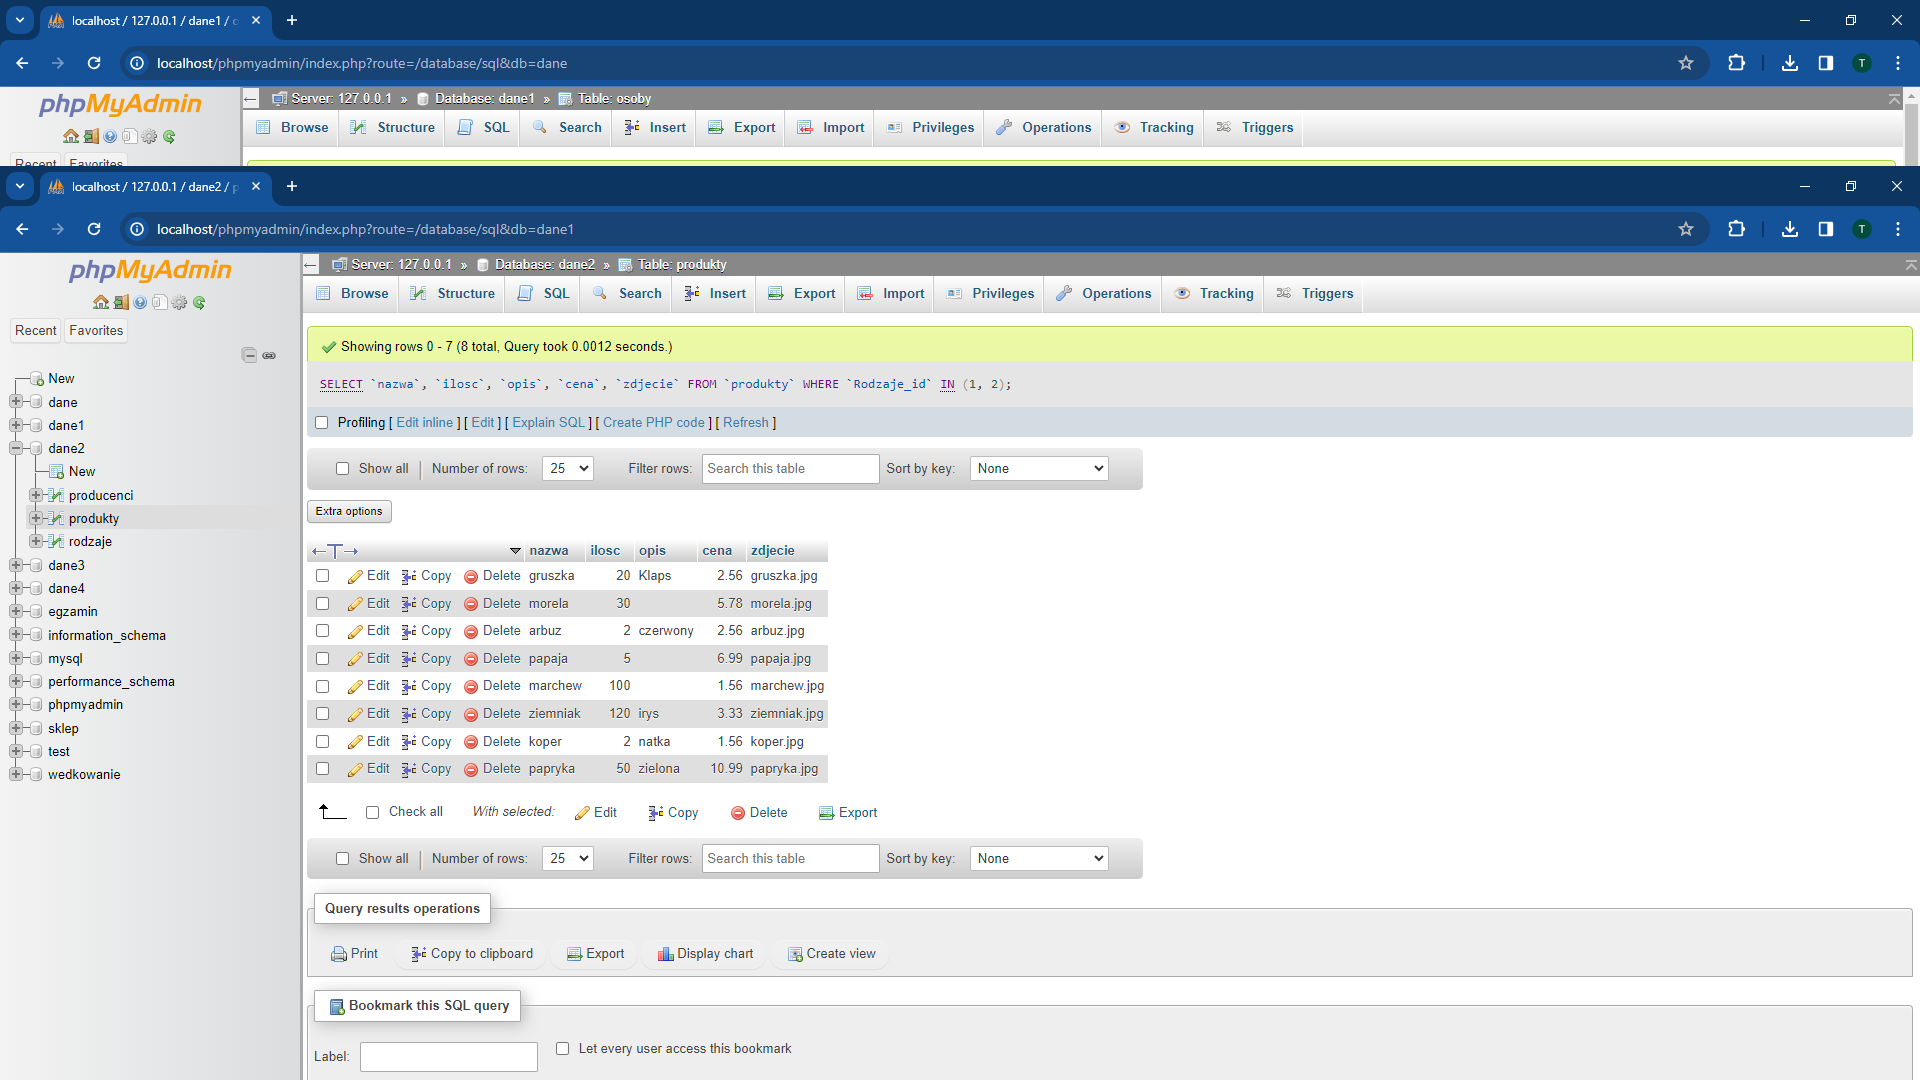 localhost / 127.0.0.1 / dane1 / o
localhost/phpmyadmin/index.php?route=/database/sql&db=dane
phpMyAdmin
Server: 127.0.0.1 » Database: dane1 » Table: osoby
Browse Structure SQL Search Insert Export Import Privileges Operations Tracking Triggers
Recent Favorites
localhost / 127.0.0.1 / dane2 / p
localhost/phpmyadmin/index.php?route=/database/sql&db=dane1
T
phpMyAdmin
Server: 127.0.0.1 » Database: dane2 » Table: produkty
Browse Structure SQL Search Insert Export Import Privileges Operations Tracking Triggers
Recent Favorites
New
dane
dane1
dane2
New
producenci
produkty
rodzaje
dane3
dane4
egzamin
information_schema
mysql
performance_schema
phpmyadmin
sklep
test
wedkowanie
Showing rows 0 - 7 (8 total, Query took 0.0012 seconds.)
SELECT `nazwa`, `ilosc`, `opis`, `cena`, `zdjecie` FROM `produkty` WHERE `Rodzaje_id` IN (1, 2);
Profiling [ Edit inline ] [ Edit ] [ Explain SQL ] [ Create PHP code ] [ Refresh ]
Show all Number of rows: 25 Filter rows: Search this table Sort by key: None
Extra options
nazwa ilosc opis cena zdjecie
Edit Copy Delete gruszka 20 Klaps 2.56 gruszka.jpg
Edit Copy Delete morela 30 5.78 morela.jpg
Edit Copy Delete arbuz 2 czerwony 2.56 arbuz.jpg
Edit Copy Delete papaja 5 6.99 papaja.jpg
Edit Copy Delete marchew 100 1.56 marchew.jpg
Edit Copy Delete ziemniak 120 irys 3.33 ziemniak.jpg
Edit Copy Delete koper 2 natka 1.56 koper.jpg
Edit Copy Delete papryka 50 zielona 10.99 papryka.jpg
Check all With selected: Edit Copy Delete Export
Show all Number of rows: 25 Filter rows: Search this table Sort by key: None
Query results operations
Print Copy to clipboard Export Display chart Create view
Bookmark this SQL query
Label: Let every user access this bookmark